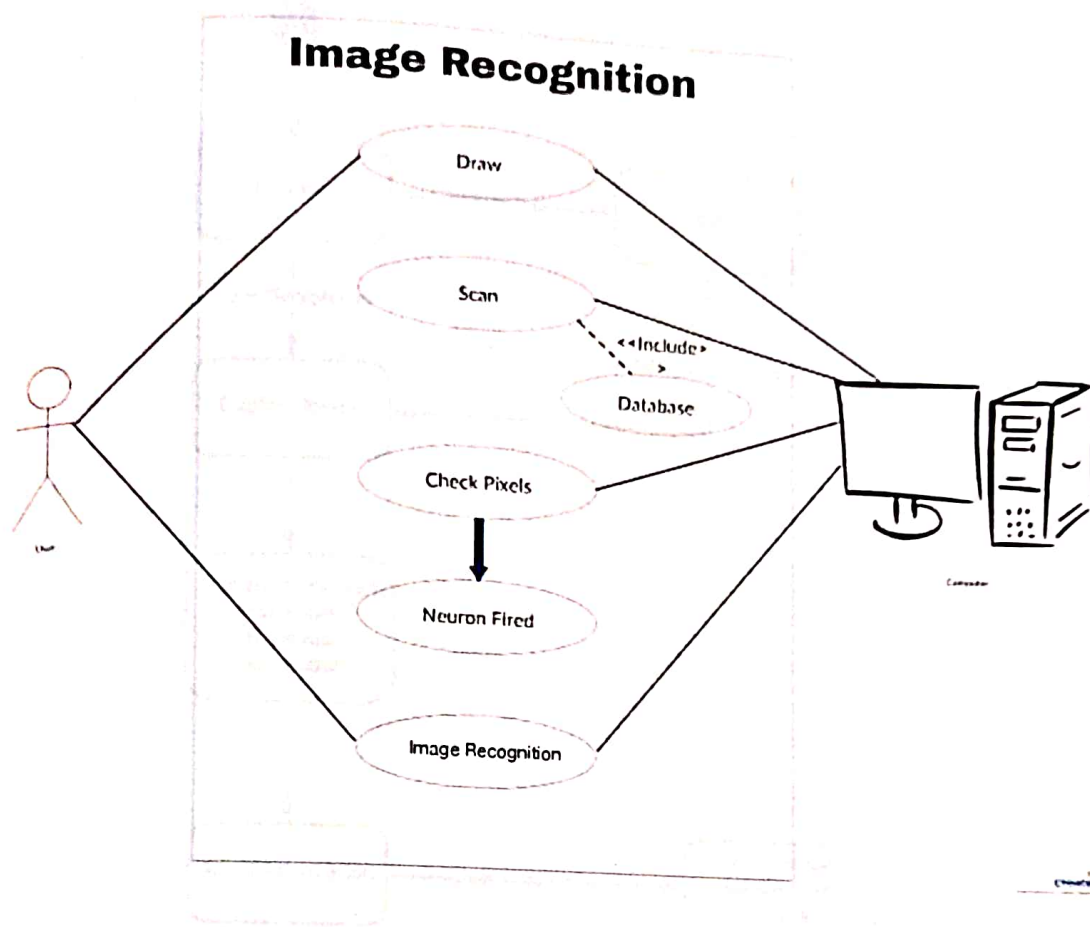 Image Recognition
Draw
Scan
<<Include>
>
Database
Check Pixels
Neuron Fired
Image Recognition